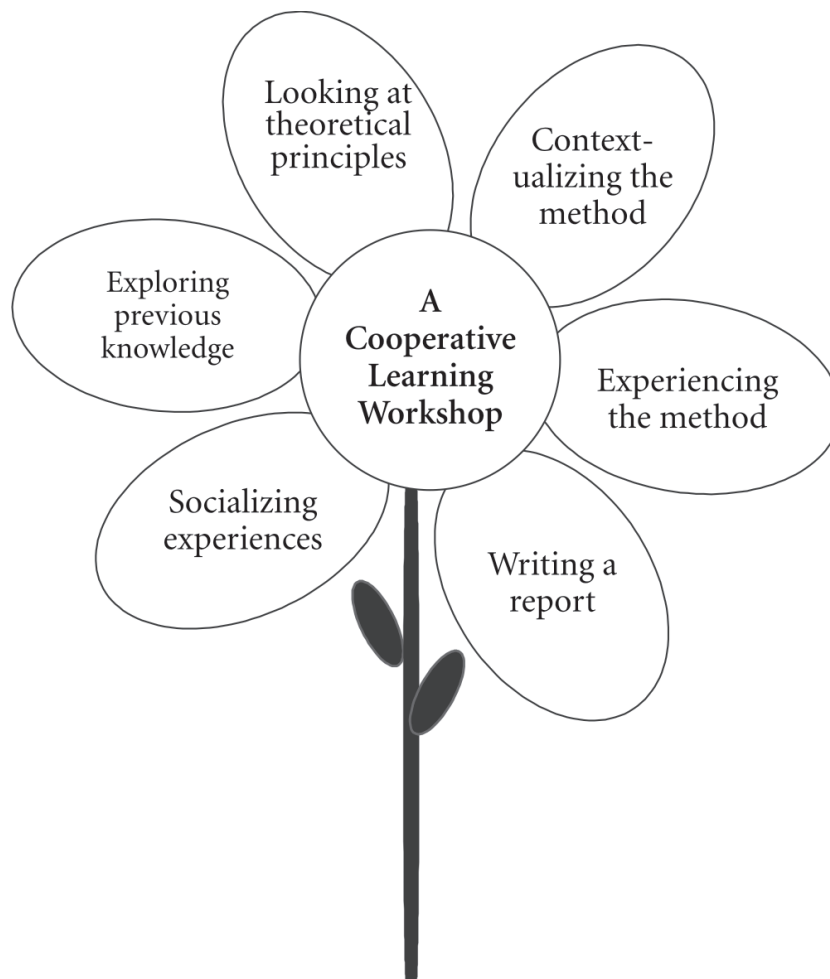 Looking at
theoretical
principles
Context-
ualizing the
method
Exploring
previous
knowledge
A
Cooperative
Learning
Workshop
Experiencing
the method
Socializing
experiences
Writing a
report